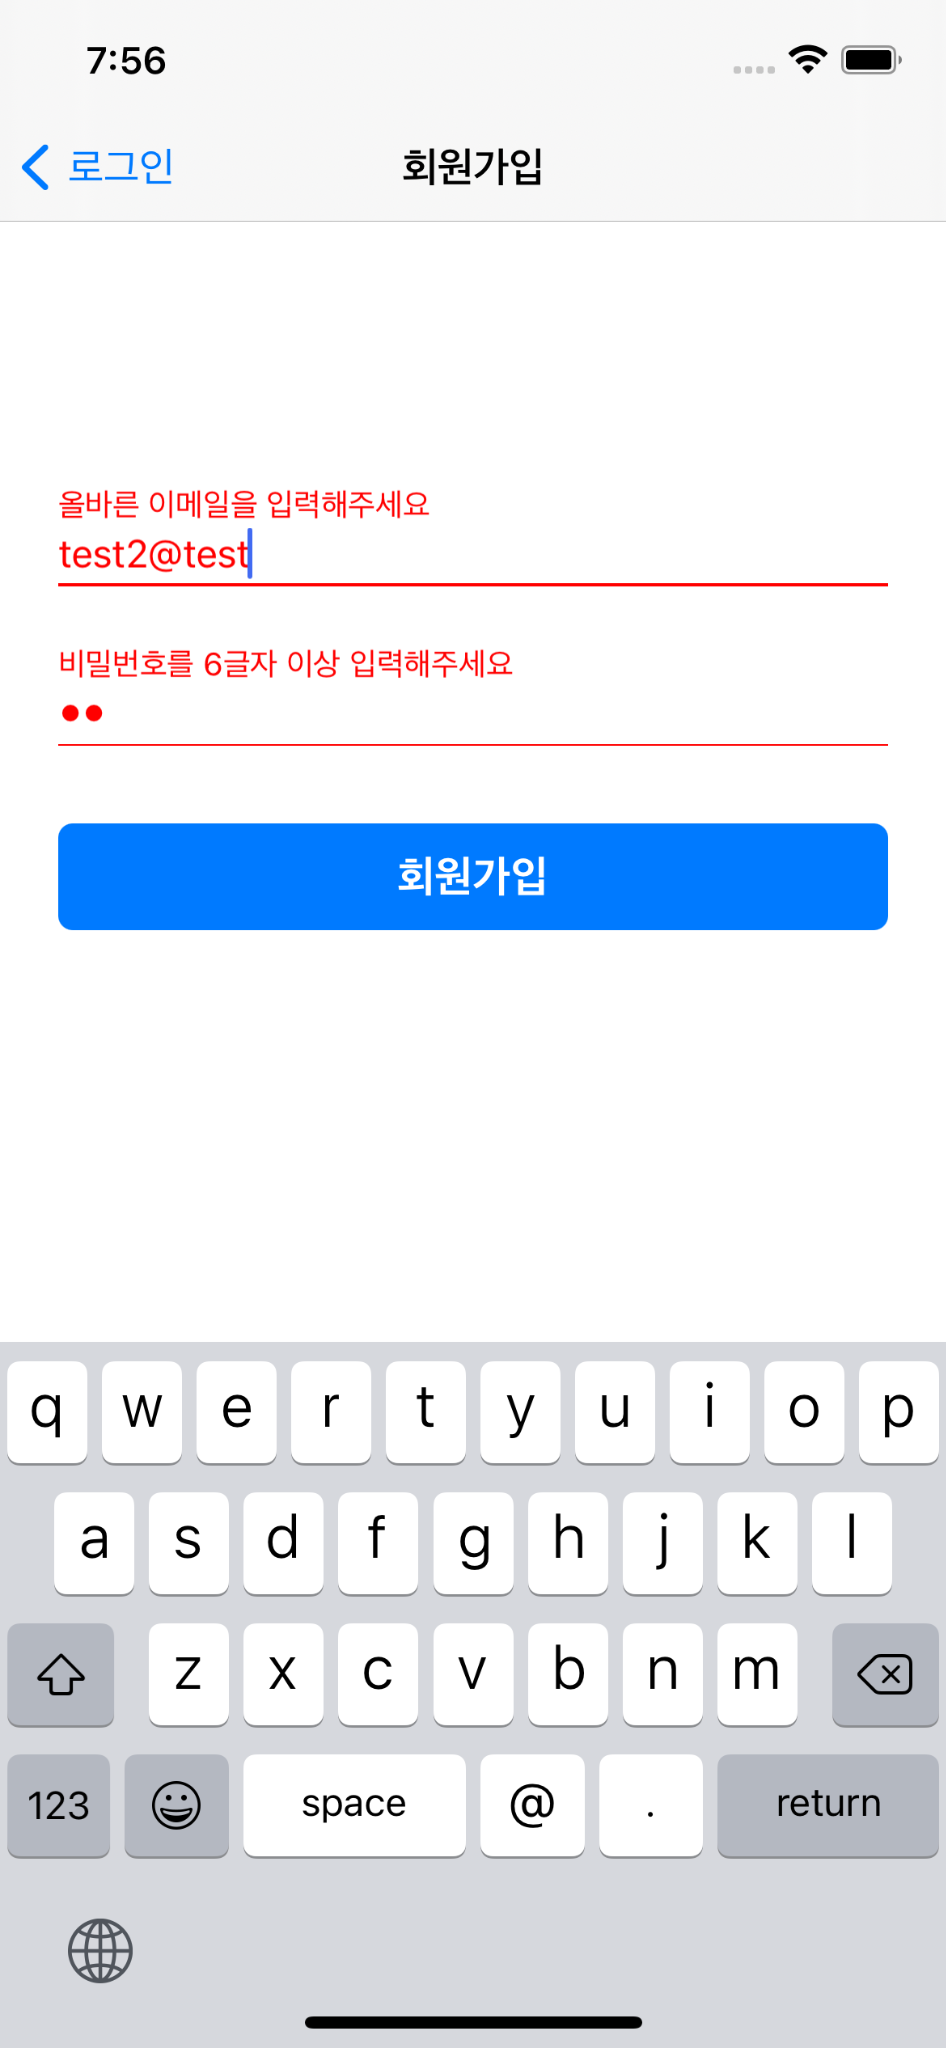 7:56
로그인
회원가입
올바른 이메일을 입력해주세요
test2@test
비밀번호를 6글자 이상 입력해주세요
회원가입
q w e r t y u i o p
a s d f g h j k l
z x c v b n m
123 space @ . return